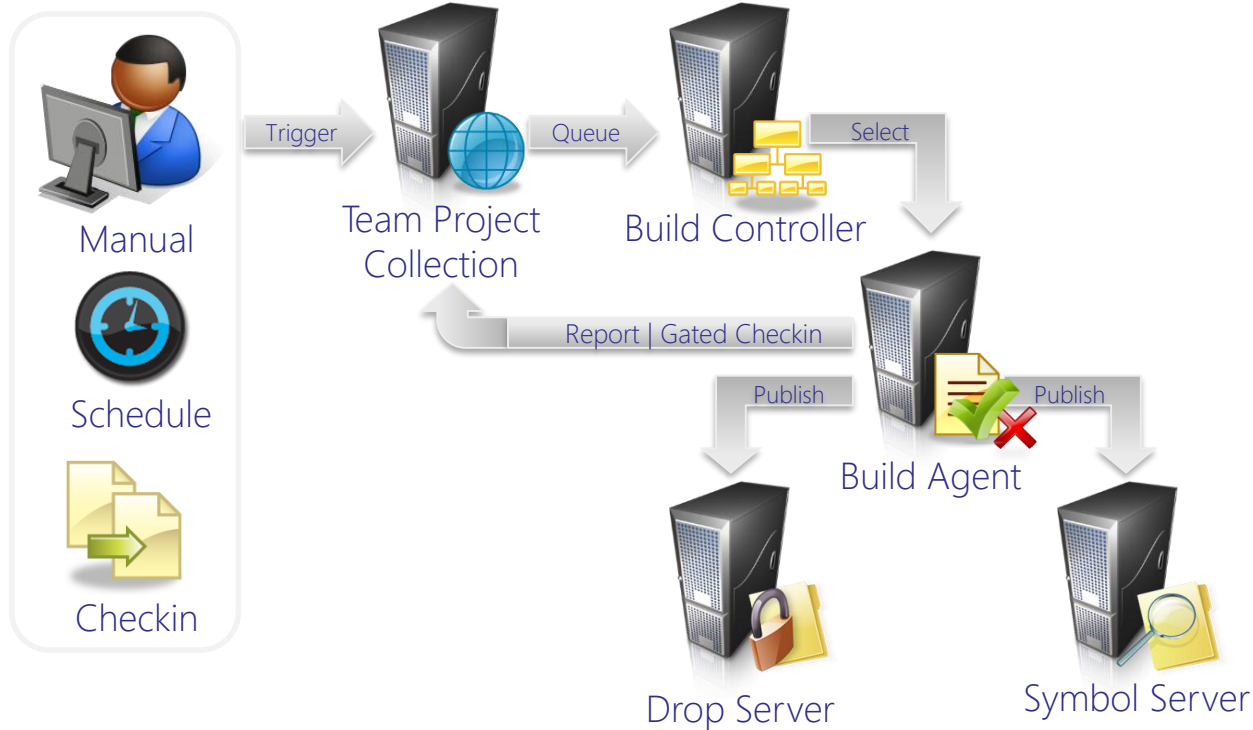 Trigger
Queue
Select
Manual
Team Project
Collection
Build Controller
Schedule
Report | Gated Checkin
Publish
Publish
Build Agent
Checkin
Drop Server
Symbol Server